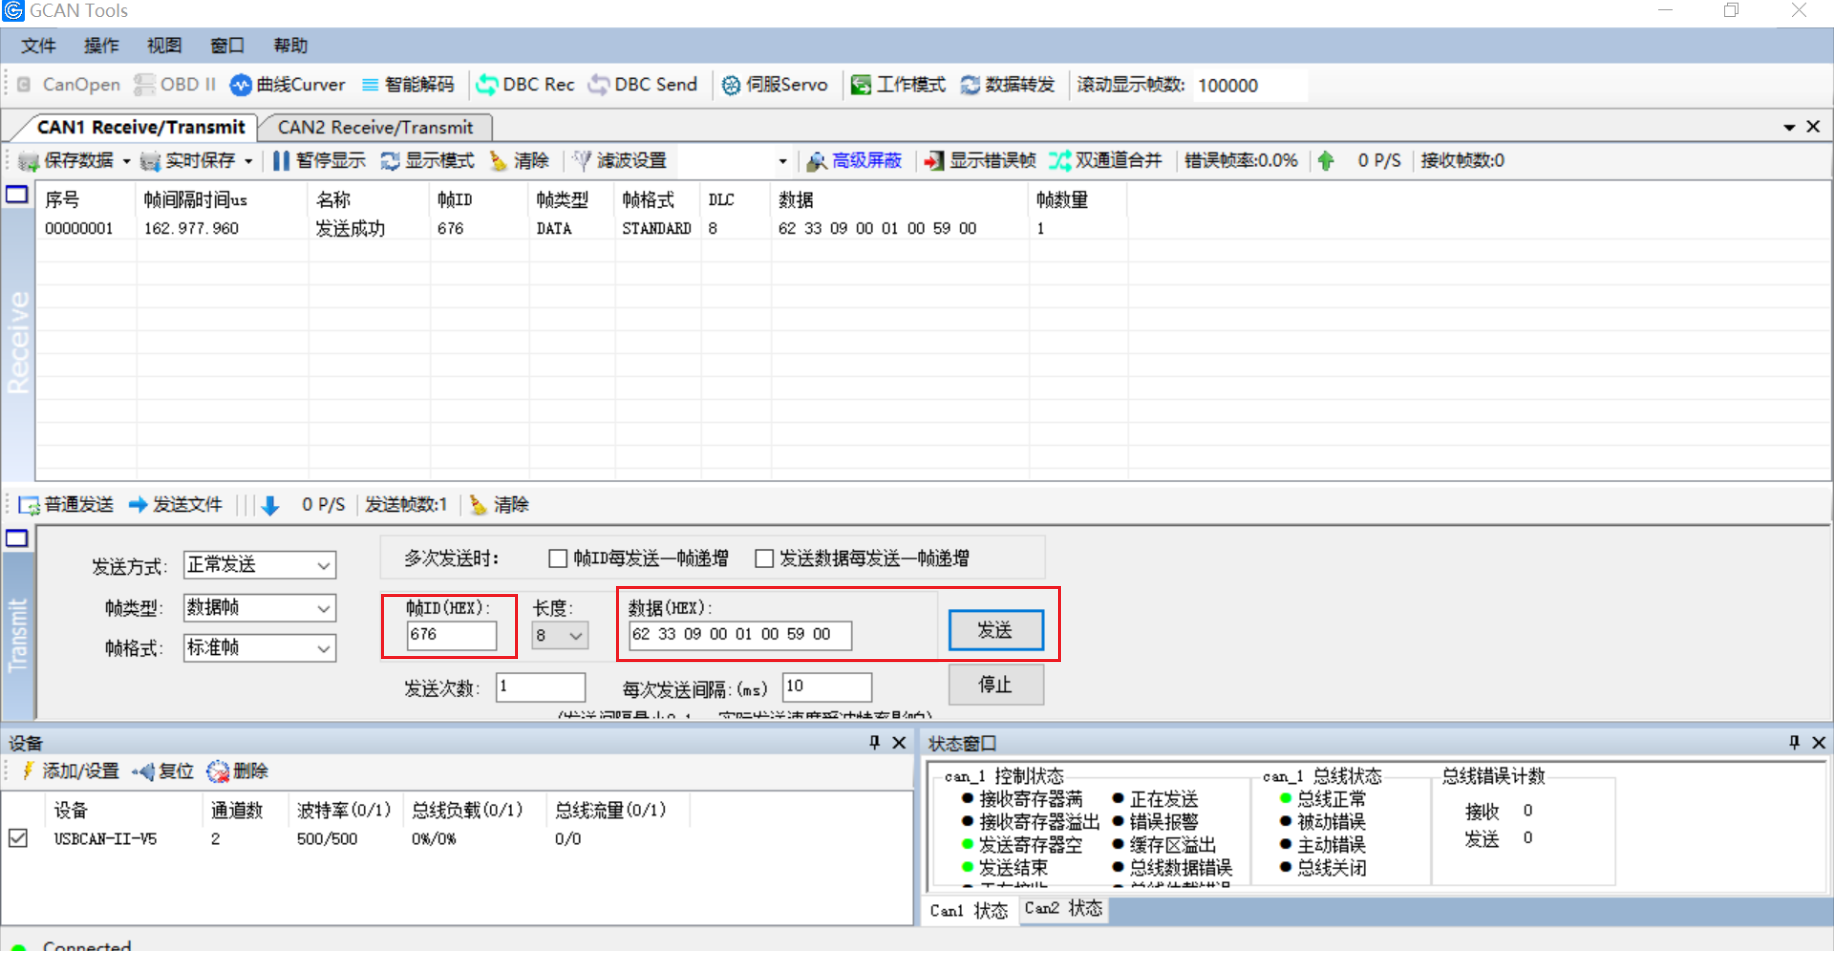 GCAN Tools
文件 操作 视图 窗口 帮助
CanOpen OBD II 曲线Curver 智能解码 DBC Rec DBC Send 伺服Servo 工作模式 数据转发 滚动显示帧数: 100000
CAN1 Receive/Transmit CAN2 Receive/Transmit
保存数据 实时保存 暂停显示 显示模式 清除 滤波设置 高级屏蔽 显示错误帧 双通道合并 错误帧率:0.0% 0 P/S 接收帧数:0
序号 帧间隔时间us 名称 帧ID 帧类型 帧格式 DLC 数据 帧数量
00000001 162.977.960 发送成功 676 DATA STANDARD 8 62 33 09 00 01 00 59 00 1
Receive
普通发送 发送文件 0 P/S 发送帧数:1 清除
Transmit
发送方式: 正常发送 多次发送时: 帧ID每发送一帧递增 发送数据每发送一帧递增
帧类型: 数据帧 帧ID(HEX): 长度: 数据(HEX):
676 8 62 33 09 00 01 00 59 00 发送
帧格式: 标准帧
发送次数: 1 每次发送间隔:(ms) 10 停止
设备
添加/设置 复位 删除
设备 通道数 波特率(0/1) 总线负载(0/1) 总线流量(0/1)
USBCAN-II-V5 2 500/500 0%/0% 0/0
状态窗口
can_1 控制状态 can_1 总线状态 总线错误计数
接收寄存器满 正在发送 总线正常 接收 0
接收寄存器溢出 错误报警 被动错误 发送 0
发送寄存器空 缓存区溢出 主动错误
发送结束 总线数据错误 总线关闭
Can1 状态 Can2 状态
Connected